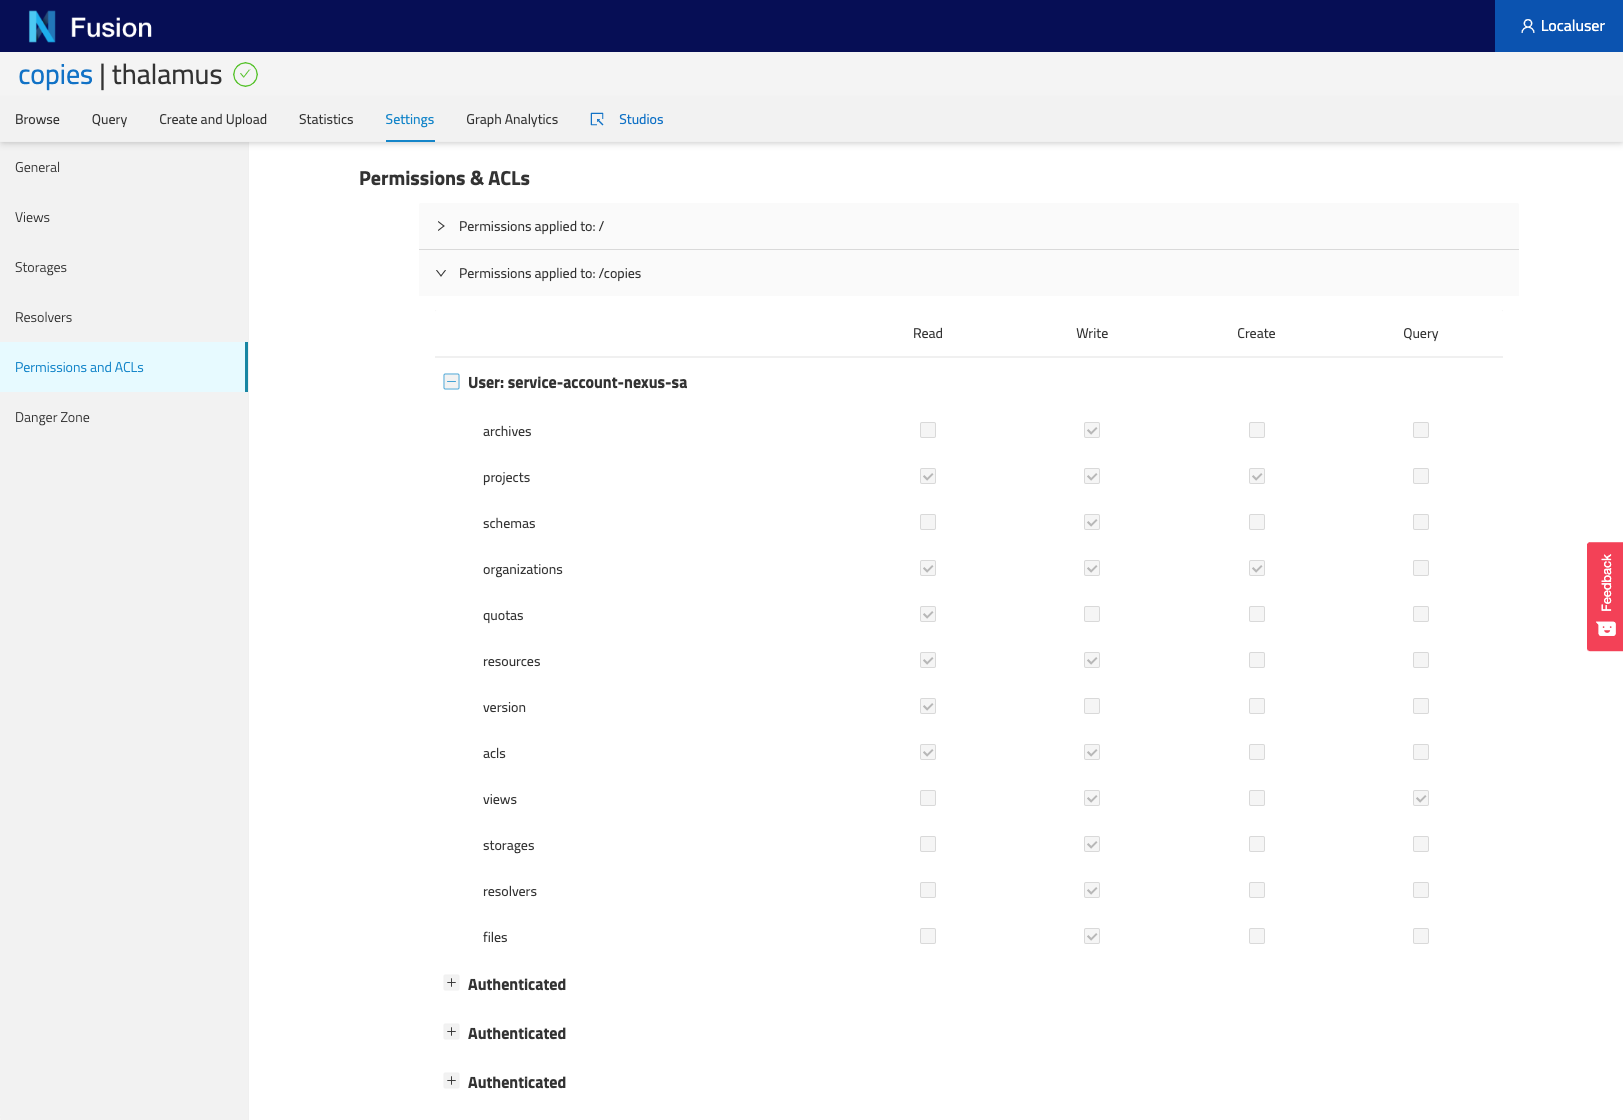 Fusion
Localuser
copies | thalamus
Browse Query Create and Upload Statistics Settings Graph Analytics Studios
General
Views
Storages
Resolvers
Permissions and ACLs
Danger Zone
Permissions & ACLs
Permissions applied to: /
Permissions applied to: /copies
Read Write Create Query
User: service-account-nexus-sa
archives
projects
schemas
organizations
quotas
resources
version
acls
views
storages
resolvers
files
Authenticated
Authenticated
Authenticated
Feedback